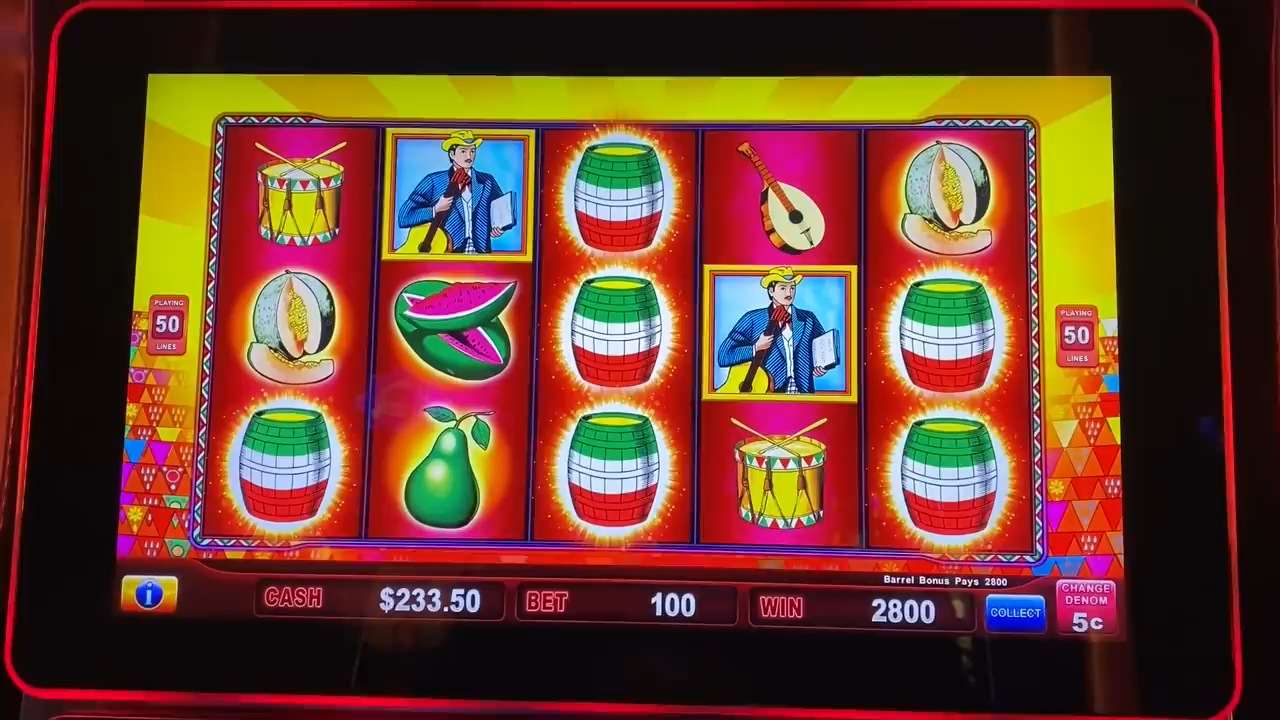 PLAYING
50
LINES
PLAYING
50
LINES
Barrel Bonus Pays 2800
i
CASH $233.50
BET 100
WIN 2800
COLLECT
CHANGE
DENOM
5¢